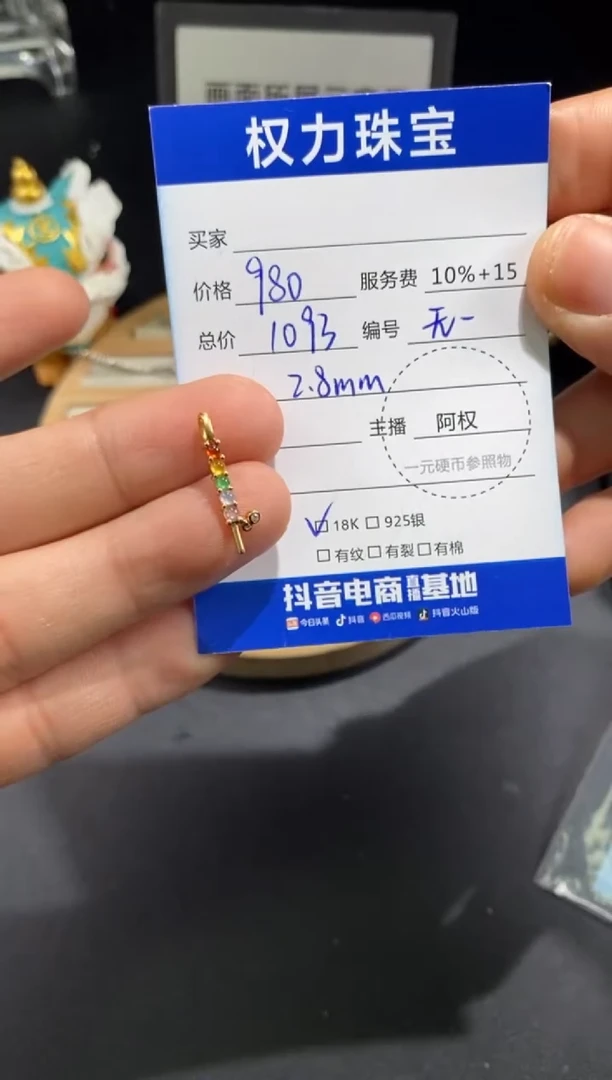 权力珠宝
买家
价格 980 服务费 10%+15
总价 1093 编号 无一
2.8mm
主播 阿权
一元硬币参照物
✓☐ 18K ☐ 925银
☐ 有纹 ☐ 有裂 ☐ 有棉
抖音电商直播基地
今日头条 抖音 西瓜视频 抖音火山版